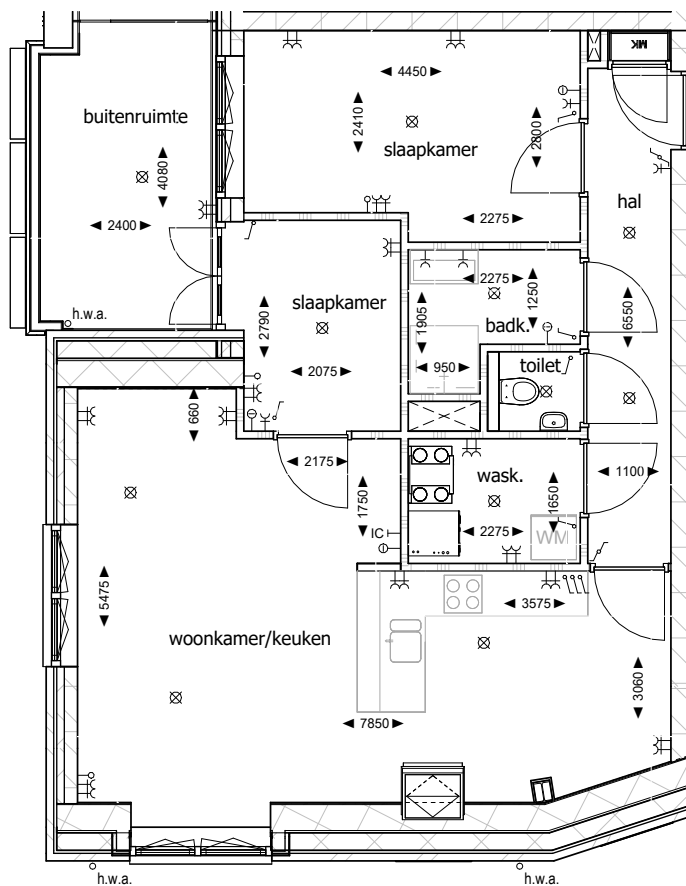 MK
4450
buitenruimte
2410
2800
slaapkamer
4080
hal
2400
2275
2275
slaapkamer
1250
h.w.a.
1905
badk.
6550
2790
2075
950
toilet
660
2175
wask.
1100
1750
1650
2275
IC
WM
5475
3575
woonkamer/keuken
3060
7850
h.w.a.
h.w.a.